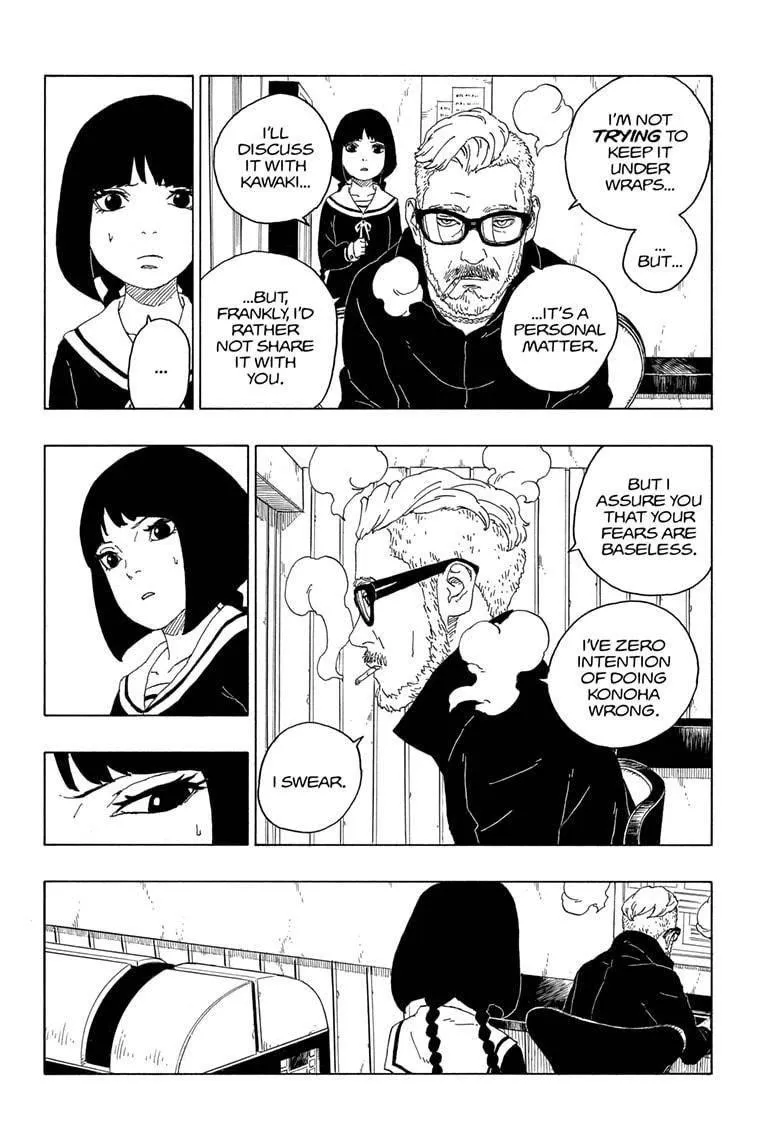 I'M NOT
TRYING TO
KEEP IT
UNDER
WRAPS...
...
BUT...
...IT'S A
PERSONAL
MATTER.
I'LL
DISCUSS
IT WITH
KAWAKI...
...BUT,
FRANKLY, I'D
RATHER
NOT SHARE
IT WITH
YOU.
...
BUT I
ASSURE YOU
THAT YOUR
FEARS ARE
BASELESS.
I'VE ZERO
INTENTION
OF DOING
KONOHA
WRONG.
I SWEAR.